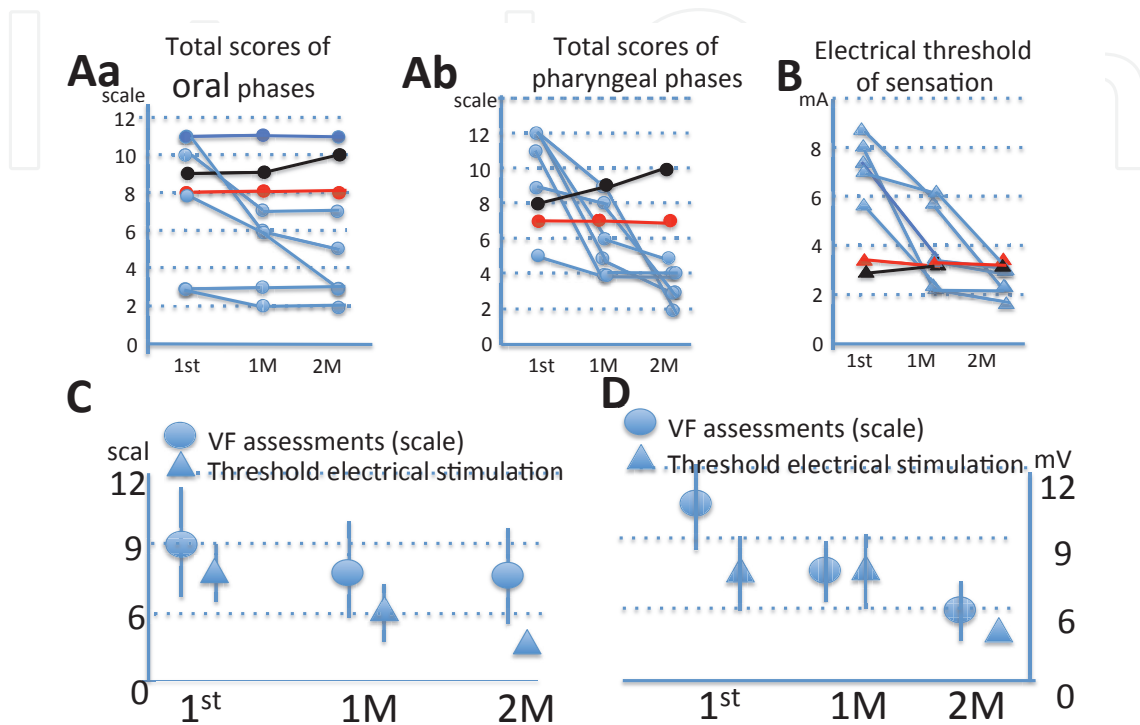 Aa
Total scores of
oral phases
scale
12
10
8
6
4
2
0
1st 1M 2M
Ab
Total scores of
pharyngeal phases
scale
12
10
8
6
4
2
0
1st 1M 2M
B
Electrical threshold
of sensation
mA
8
6
4
2
0
1st 1M 2M
C
VF assessments (scale)
Threshold electrical stimulation
scal
12
9
6
0
1st 1M 2M
D
VF assessments (scale)
Threshold electrical stimulation
mV
12
9
6
0
1st 1M 2M